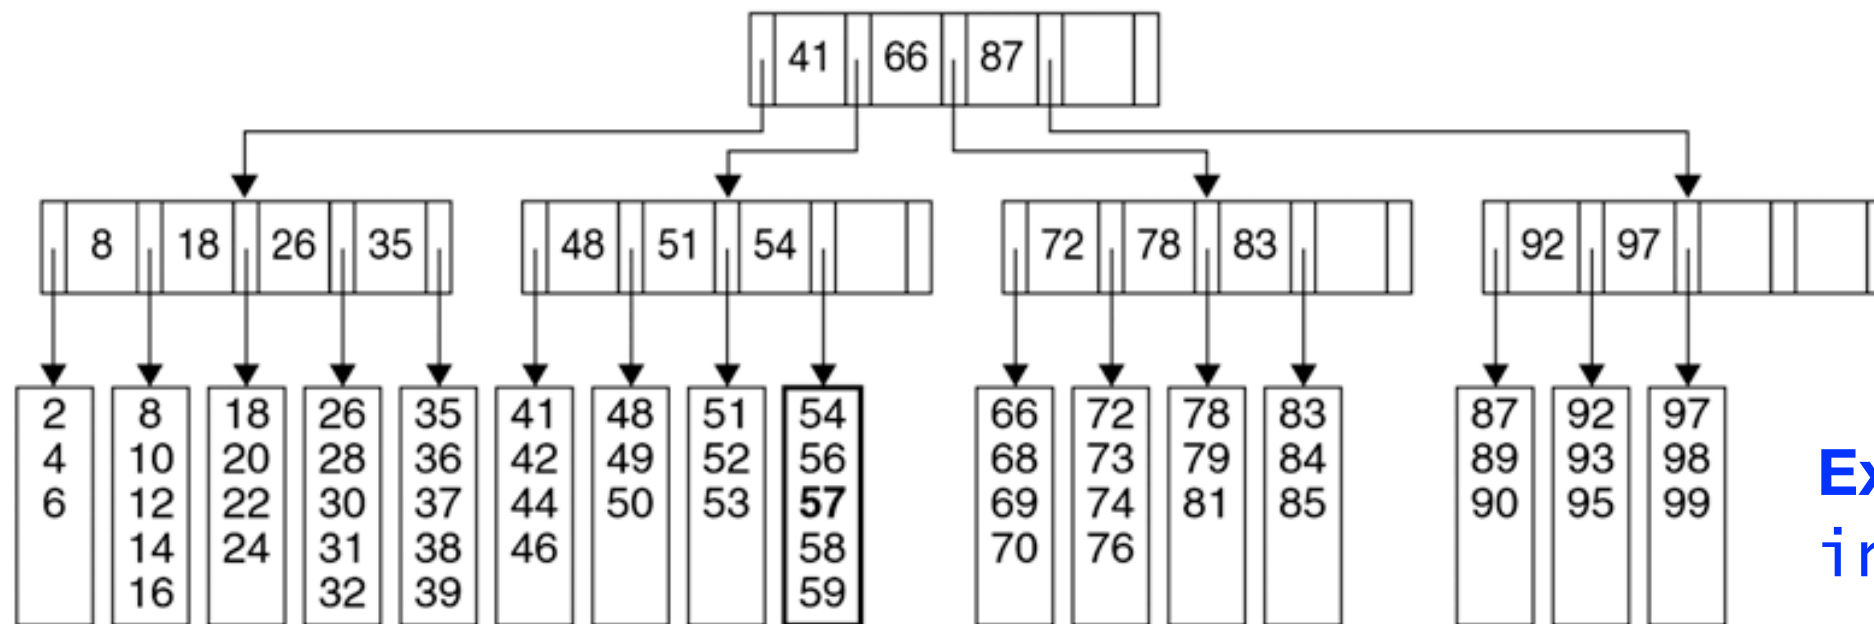 41 66 87
8 18 26 35 48 51 54 72 78 83 92 97
2 8 18 26 35 41 48 51 54 66 72 78 83 87 92 97
4 10 20 28 36 42 49 52 56 68 73 79 84 89 93 98
6 12 22 30 37 44 50 53 57 69 74 81 85 90 95 99
14 24 31 38 46 58 70 76
16 32 39 59
Ex
in